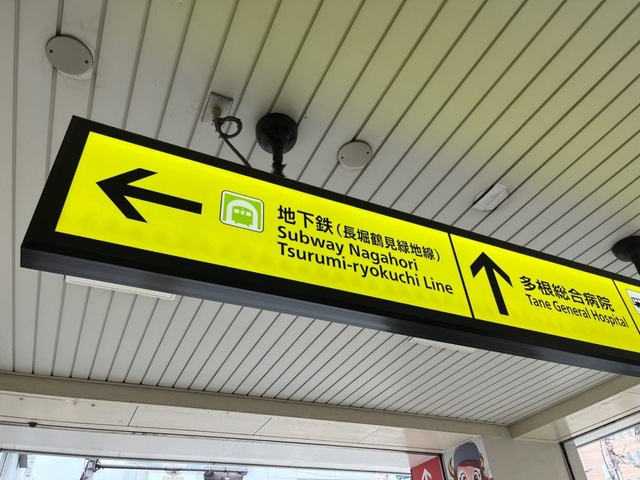 地下鉄(長堀鶴見緑地線)
Subway Nagahori
Tsurumi-ryokuchi Line
多根総合病院
Tane General Hospital